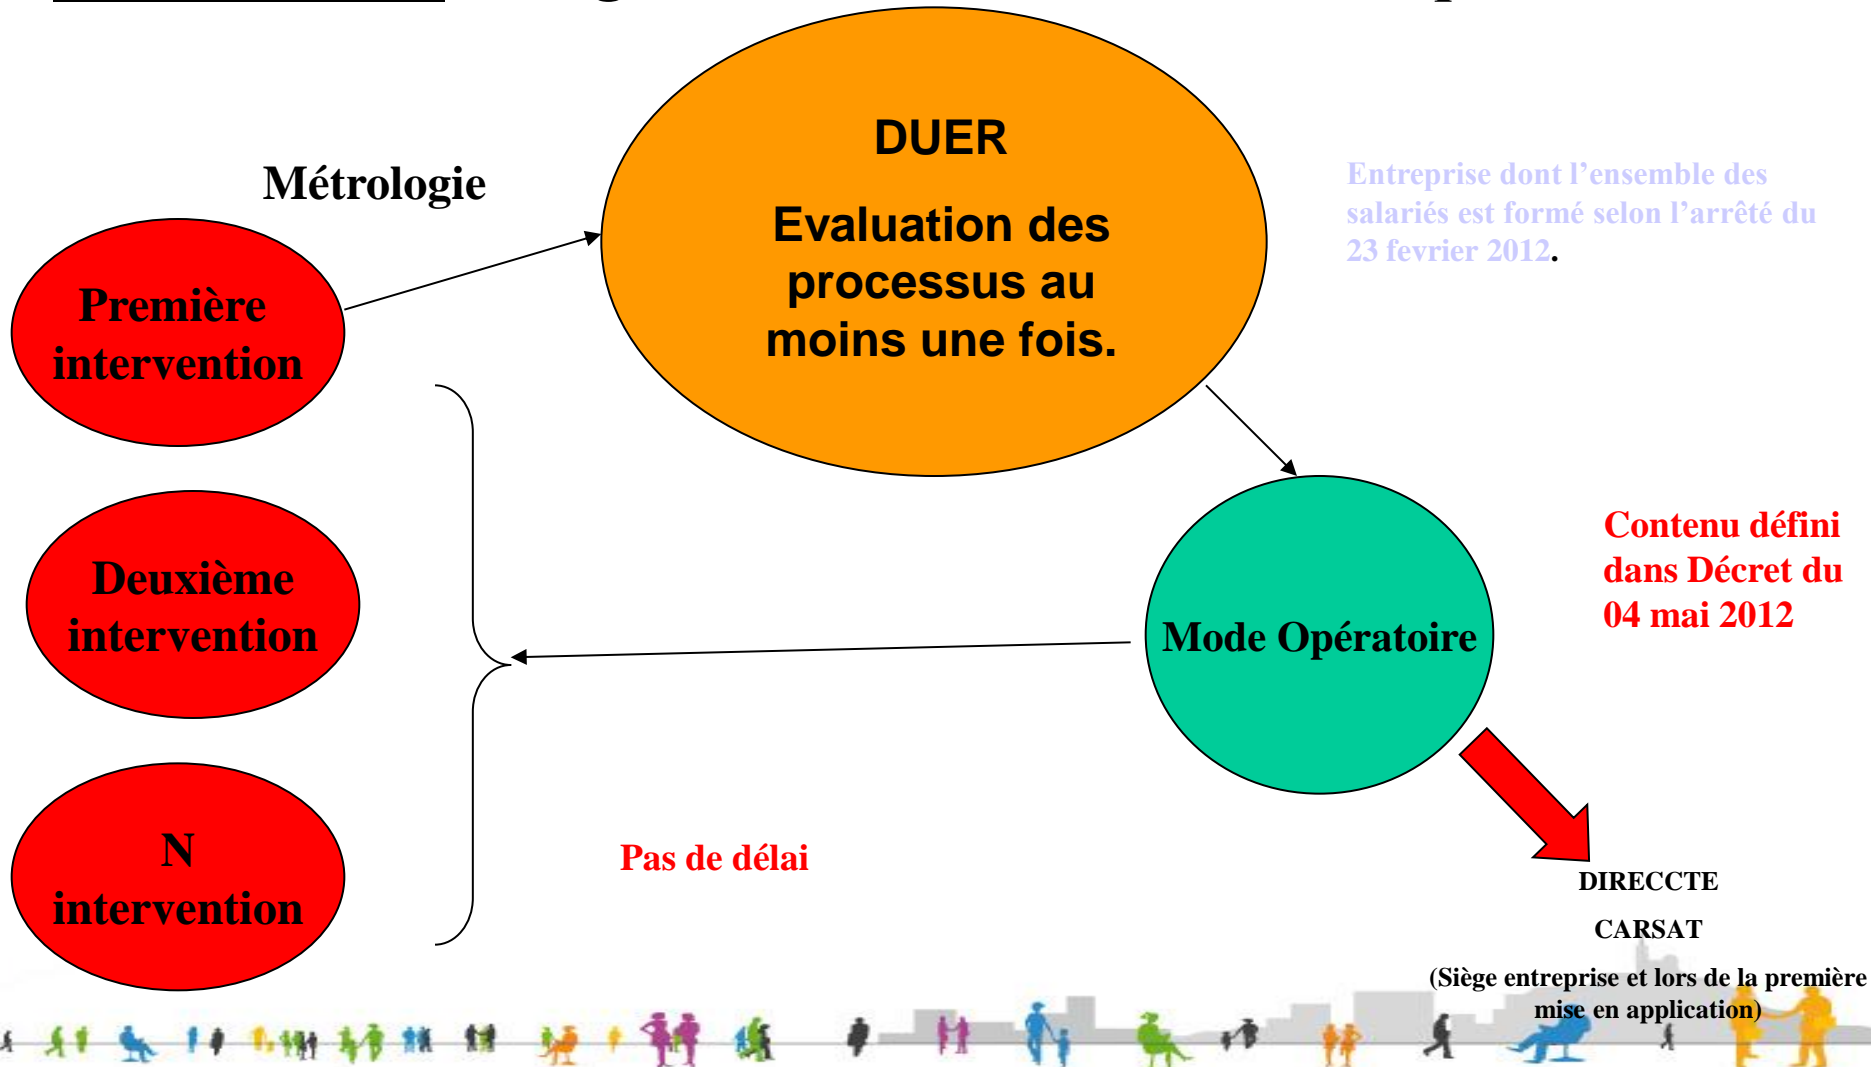 Métrologie
Première
intervention
DUER
Evaluation des
processus au
moins une fois.
Entreprise dont l’ensemble des
salariés est formé selon l’arrêté du
23 fevrier 2012.
Deuxième
intervention
Mode Opératoire
Contenu défini
dans Décret du
04 mai 2012
N
intervention
Pas de délai
DIRECCTE
CARSAT
(Siège entreprise et lors de la première
mise en application)